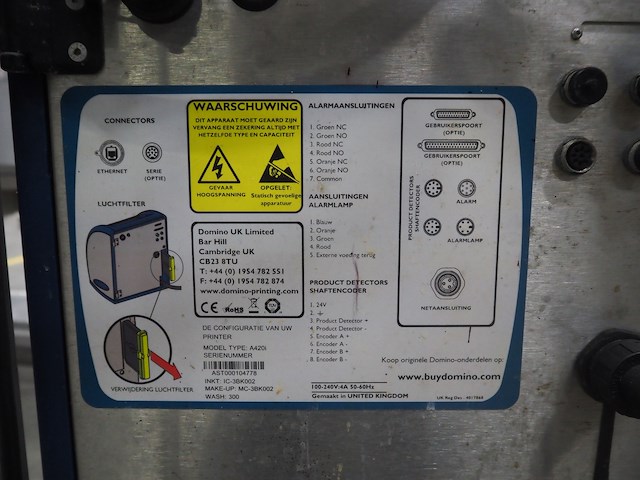 CONNECTORS
ETHERNET
SERIE
(OPTIE)
LUCHTFILTER
VERWIJDERING LUCHTFILTER
WAARSCHUWING
DIT APPARAAT MOET GEAARD ZIJN
VERVANG EEN ZEKERING ALTIJD MET
HETZELFDE TYPE EN CAPACITEIT
GEVAAR
HOOGSPANNING
OPGELET:
Statisch gevoelige
apparatuur
Domino UK Limited
Bar Hill
Cambridge UK
CB23 8TU
T: +44 (0) 1954 782 551
F: +44 (0) 1954 782 874
www.domino-printing.com
CE RoHS
DE CONFIGURATIE VAN UW
PRINTER
MODEL TYPE: A420i
SERIENUMMER
AST000104778
INKT: IC-3BK002
MAKE-UP: MC-3BK002
WASH: 300
ALARMAANSLUITINGEN
1. Groen NC
2. Groen NO
3. Rood NC
4. Rood NO
5. Oranje NC
6. Oranje NO
7. Common
AANSLUITINGEN
ALARMLAMP
1. Blauw
2. Oranje
3. Groen
4. Rood
5. Externe voeding
PRODUCT DETECTORS
SHAFTENCODER
1. 24V
2.
3. Product Detector +
4. Product Detector -
5. Encoder A +
6. Encoder A -
7. Encoder B +
8. Encoder B -
100-240V:4A 50-60Hz
Gemaakt in UNITED KINGDOM
GEBRUIKERSPOORT
(OPTIE)
GEBRUIKERSPOORT
(OPTIE)
PRODUCT DETECTORS
SHAFTENCODER
ALARM
ALARMLAMP
NETAANSLUITING
Koop originele Domino-onderdelen op:
www.buydomino.com
UK Reg Des: